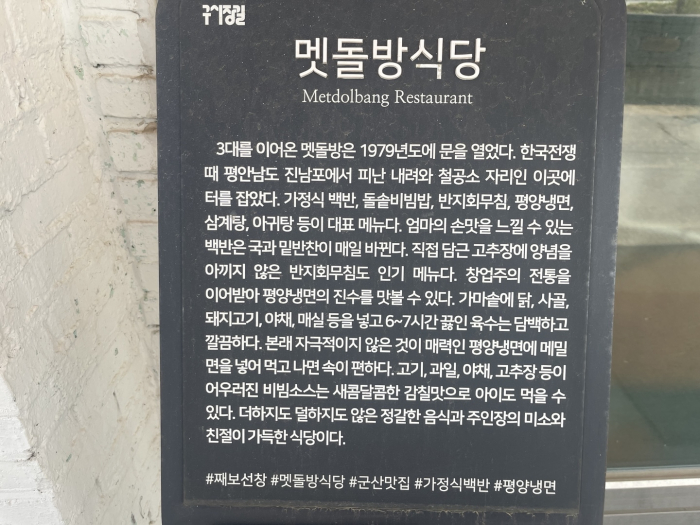 구시장길
멧돌방식당
Metdolbang Restaurant
3대를 이어온 멧돌방은 1979년도에 문을 열었다. 한국전쟁
때 평안남도 진남포에서 피난 내려와 철공소 자리인 이곳에
터를 잡았다. 가정식 백반, 돌솥비빔밥, 반지회무침, 평양냉면,
삼계탕, 아귀탕 등이 대표 메뉴다. 엄마의 손맛을 느낄 수 있는
백반은 국과 밑반찬이 매일 바뀐다. 직접 담근 고추장에 양념을
아끼지 않은 반지회무침도 인기 메뉴다. 창업주의 전통을
이어받아 평양냉면의 진수를 맛볼 수 있다. 가마솥에 닭, 사골,
돼지고기, 야채, 매실 등을 넣고 6~7시간 끓인 육수는 담백하고
깔끔하다. 본래 자극적이지 않은 것이 매력인 평양냉면에 메밀
면을 넣어 먹고 나면 속이 편하다. 고기, 과일, 야채, 고추장 등이
어우러진 비빔소스는 새콤달콤한 감칠맛으로 아이도 먹을 수
있다. 더하지도 덜하지도 않은 정갈한 음식과 주인장의 미소와
친절이 가득한 식당이다.
#째보선창 #멧돌방식당 #군산맛집 #가정식백반 #평양냉면